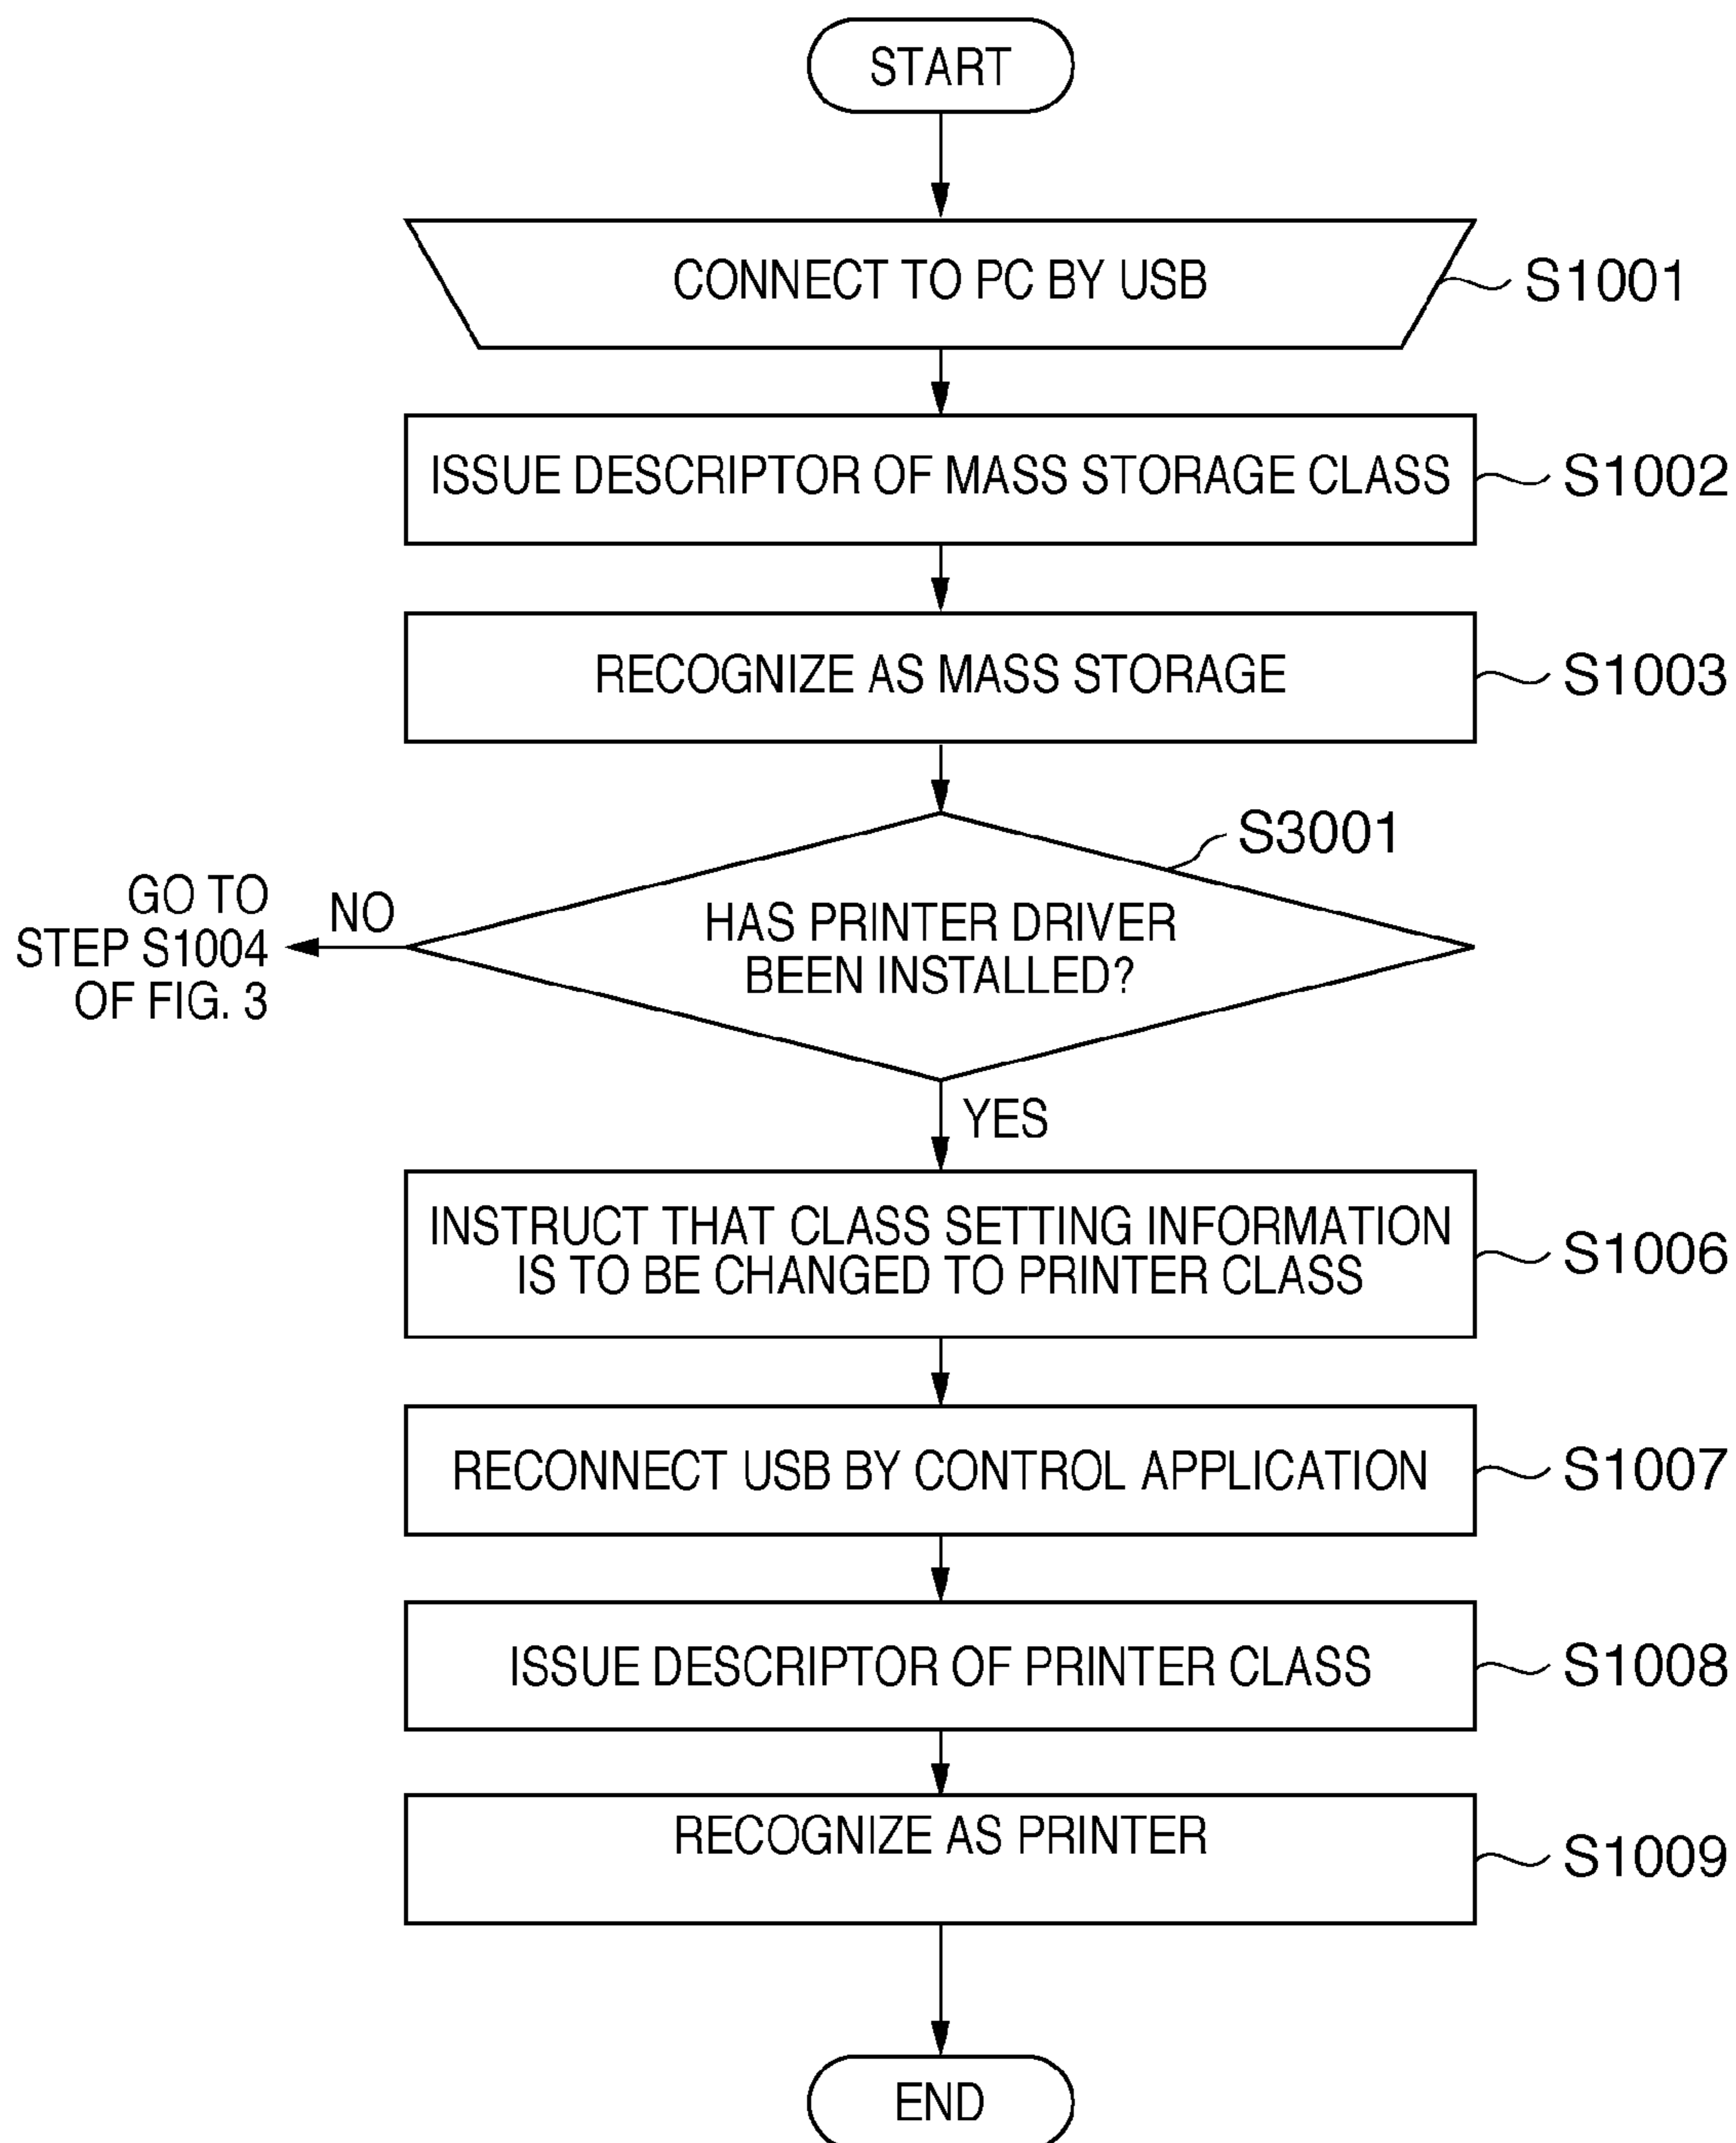 START
CONNECT TO PC BY USB
S1001
ISSUE DESCRIPTOR OF MASS STORAGE CLASS
S1002
RECOGNIZE AS MASS STORAGE
S1003
S3001
HAS PRINTER DRIVER
BEEN INSTALLED?
NO
GO TO
STEP S1004
OF FIG. 3
YES
INSTRUCT THAT CLASS SETTING INFORMATION
IS TO BE CHANGED TO PRINTER CLASS
S1006
RECONNECT USB BY CONTROL APPLICATION
S1007
ISSUE DESCRIPTOR OF PRINTER CLASS
S1008
RECOGNIZE AS PRINTER
S1009
END